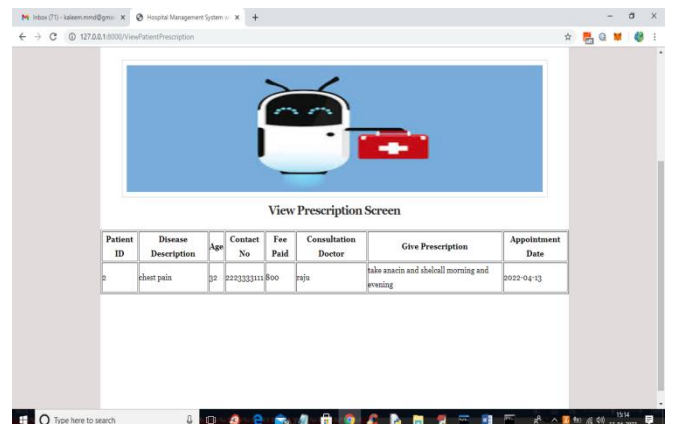 Inbox (71) - kaleem.mmd@gmai
Hospital Management System
127.0.0.1:8000/ViewPatientPrescription
View Prescription Screen
Patient ID Disease Description Age Contact No Fee Paid Consultation Doctor Give Prescription Appointment Date
2 chest pain 32 2223333111 800 raju take anacin and shelcall morning and evening 2022-04-13
Type here to search
15:14